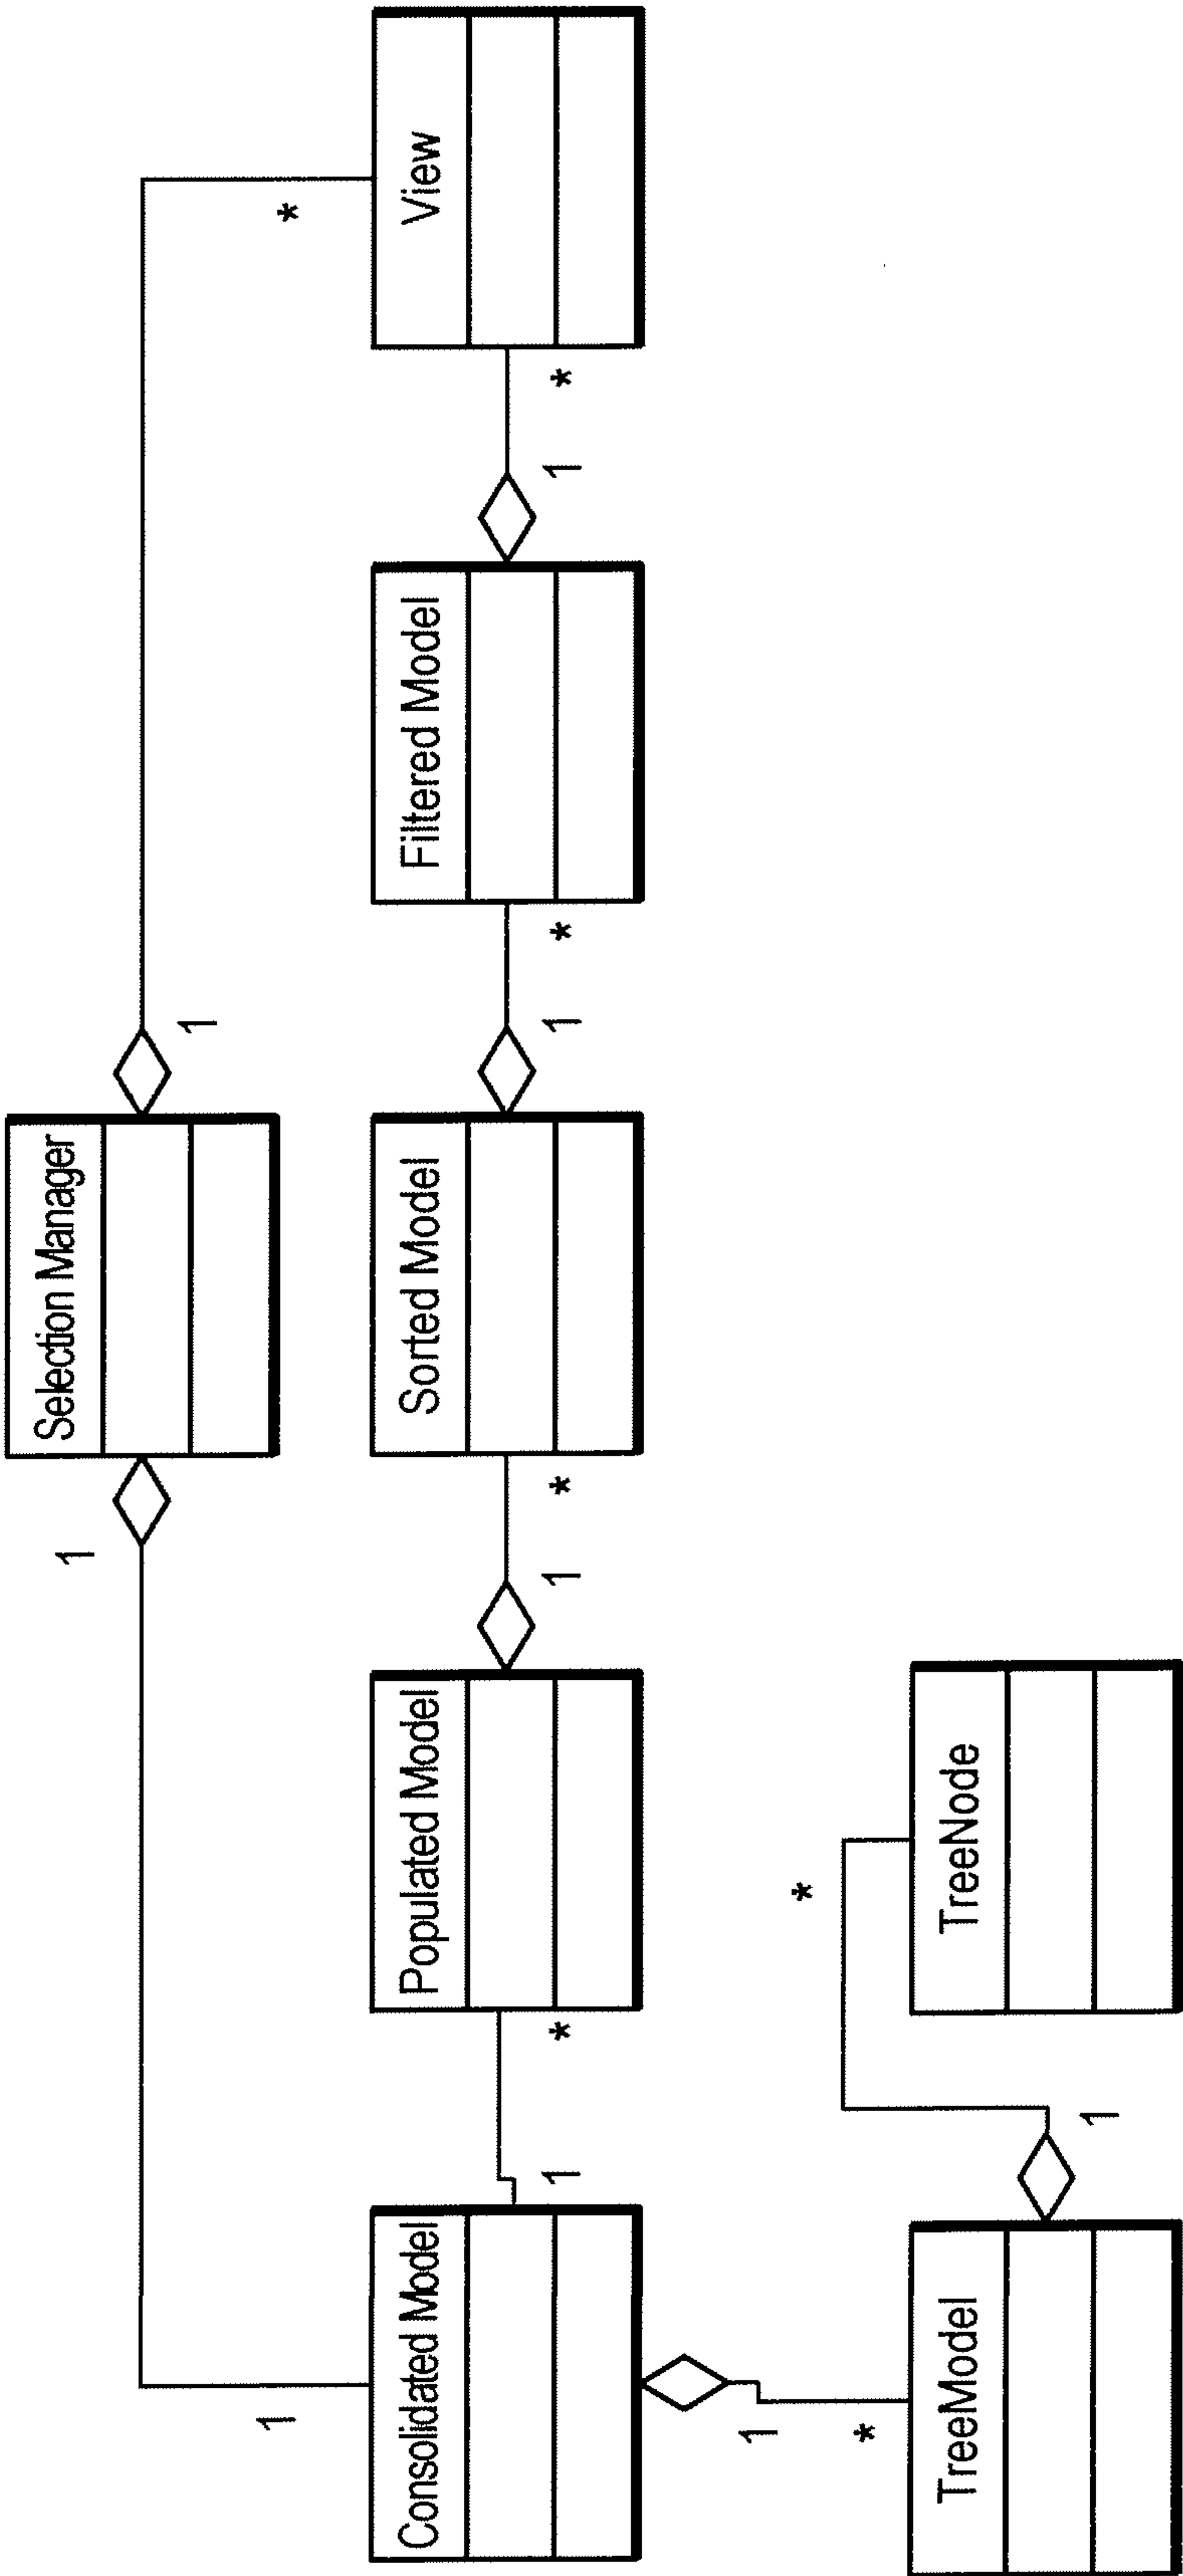 Selection Manager
1
1
1
*
Consolidated Model
Populated Model
Sorted Model
Filtered Model
View
1
*
1
*
1
*
1
*
1
*
*
TreeModel
TreeNode
1